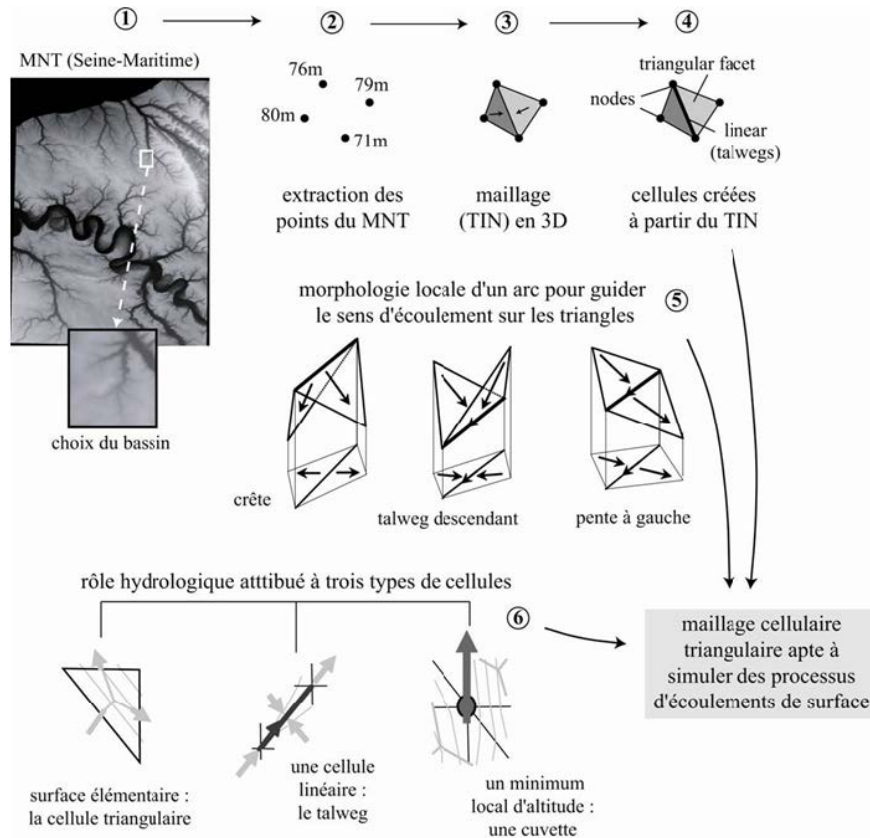 ①
②
③
④
MNT (Seine-Maritime)
76m
79m
80m
71m
triangular facet
nodes
linear
(talwegs)
extraction des
points du MNT
maillage
(TIN) en 3D
cellules créées
à partir du TIN
choix du bassin
morphologie locale d'un arc pour guider
le sens d'écoulement sur les triangles
⑤
crête
talweg descendant
pente à gauche
rôle hydrologique atttibué à trois types de cellules
⑥
surface élémentaire :
la cellule triangulaire
une cellule
linéaire :
le talweg
un minimum
local d'altitude :
une cuvette
maillage cellulaire
triangulaire apte à
simuler des processus
d'écoulements de surface